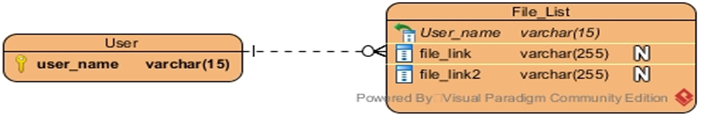 User
user_name varchar(15)
File_List
User_name varchar(15)
file_link varchar(255) N
file_link2 varchar(255) N
Powered By Visual Paradigm Community Edition